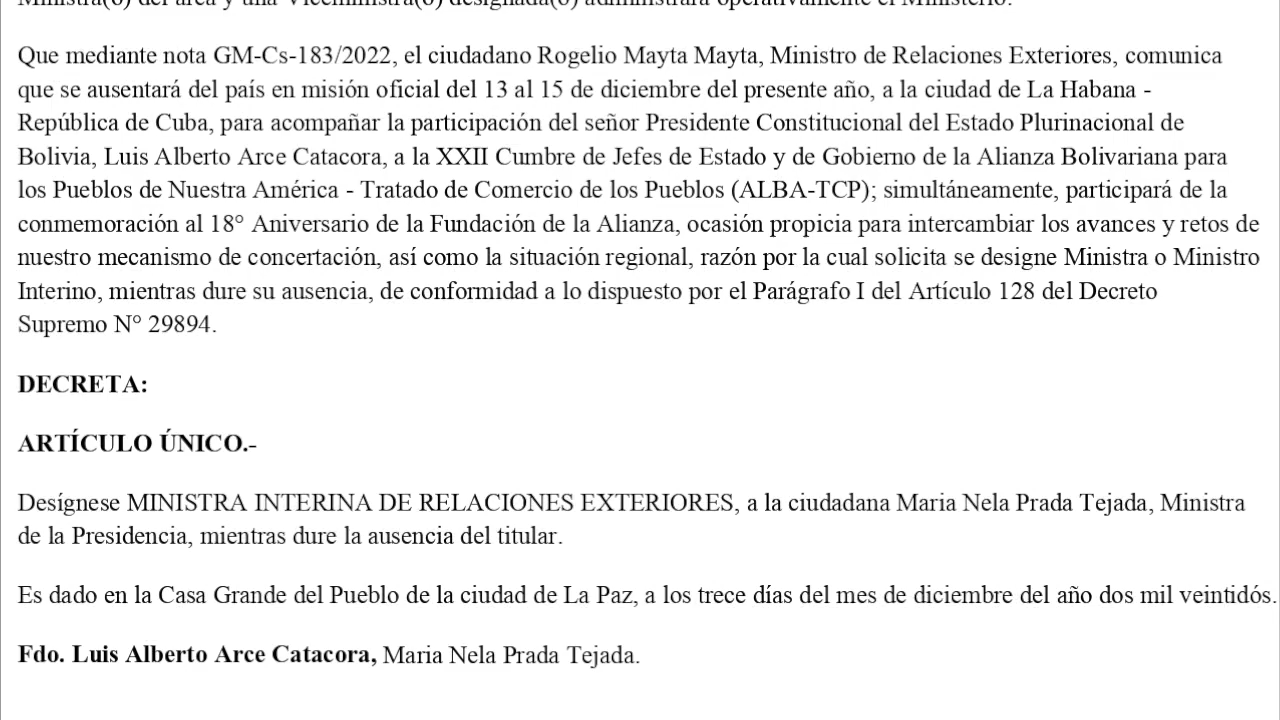 Ministra(o) del área y una Viceministra(o) designada(o) administrará operativamente el Ministerio.
Que mediante nota GM-Cs-183/2022, el ciudadano Rogelio Mayta Mayta, Ministro de Relaciones Exteriores, comunica
que se ausentará del país en misión oficial del 13 al 15 de diciembre del presente año, a la ciudad de La Habana -
República de Cuba, para acompañar la participación del señor Presidente Constitucional del Estado Plurinacional de
Bolivia, Luis Alberto Arce Catacora, a la XXII Cumbre de Jefes de Estado y de Gobierno de la Alianza Bolivariana para
los Pueblos de Nuestra América - Tratado de Comercio de los Pueblos (ALBA-TCP); simultáneamente, participará de la
conmemoración al 18° Aniversario de la Fundación de la Alianza, ocasión propicia para intercambiar los avances y retos de
nuestro mecanismo de concertación, así como la situación regional, razón por la cual solicita se designe Ministra o Ministro
Interino, mientras dure su ausencia, de conformidad a lo dispuesto por el Parágrafo I del Artículo 128 del Decreto
Supremo N° 29894.
DECRETA:
ARTÍCULO ÚNICO.-
Desígnese MINISTRA INTERINA DE RELACIONES EXTERIORES, a la ciudadana Maria Nela Prada Tejada, Ministra
de la Presidencia, mientras dure la ausencia del titular.
Es dado en la Casa Grande del Pueblo de la ciudad de La Paz, a los trece días del mes de diciembre del año dos mil veintidós.
Fdo. Luis Alberto Arce Catacora, Maria Nela Prada Tejada.